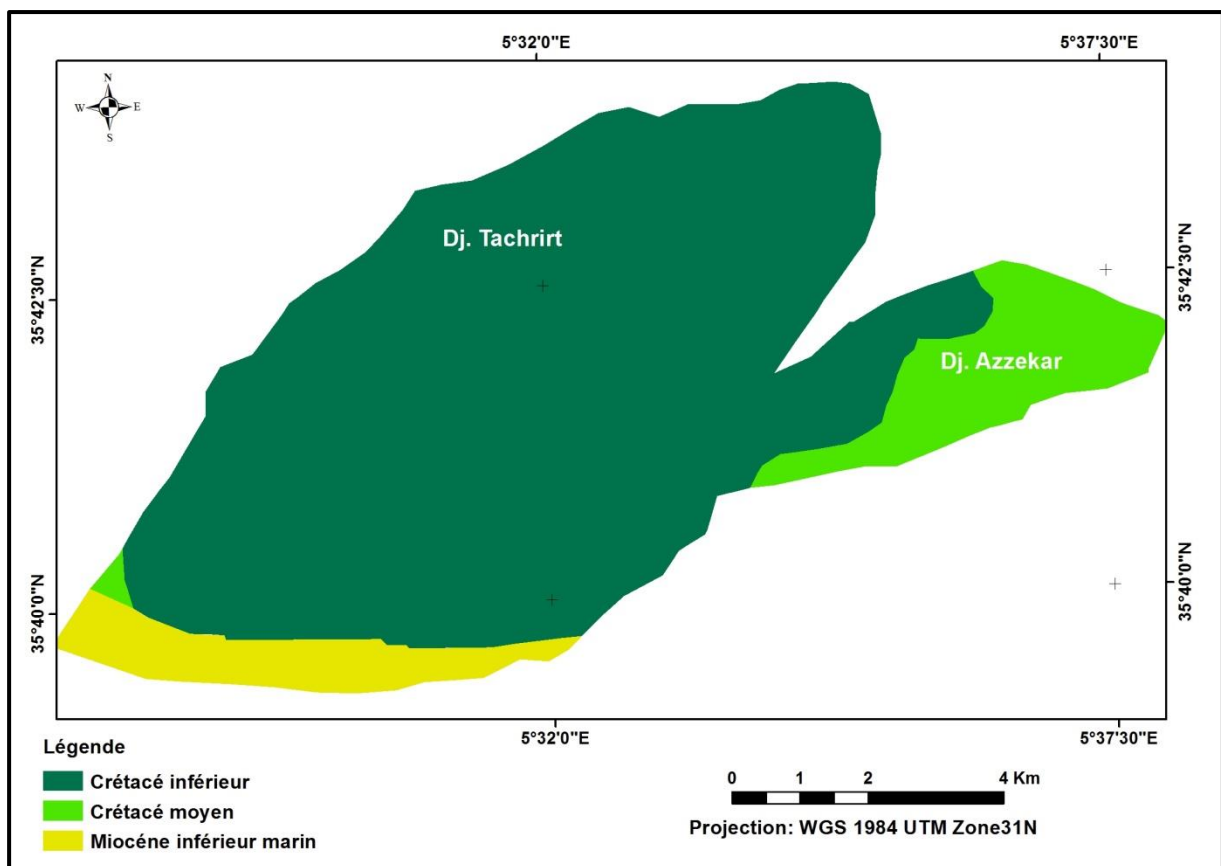 5°32'0"E 5°37'30"E
N
W E
S
Dj. Tachrirt
35°42'30"N 35°42'30"N
Dj. Azzekar
35°40'0"N 35°40'0"N
5°32'0"E 5°37'30"E
Légende
Crétacé inférieur
Crétacé moyen
Miocéne inférieur marin
0 1 2 4 Km
Projection: WGS 1984 UTM Zone31N